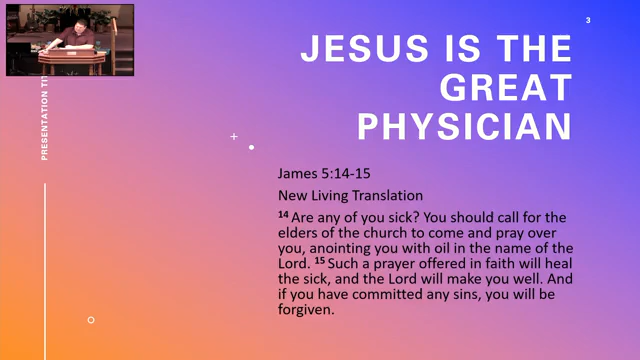 3
JESUS IS THE
GREAT
PHYSICIAN
PRESENTATION TI
James 5:14-15
New Living Translation
14 Are any of you sick? You should call for the
elders of the church to come and pray over
you, anointing you with oil in the name of the
Lord. 15 Such a prayer offered in faith will heal
the sick, and the Lord will make you well. And
if you have committed any sins, you will be
forgiven.